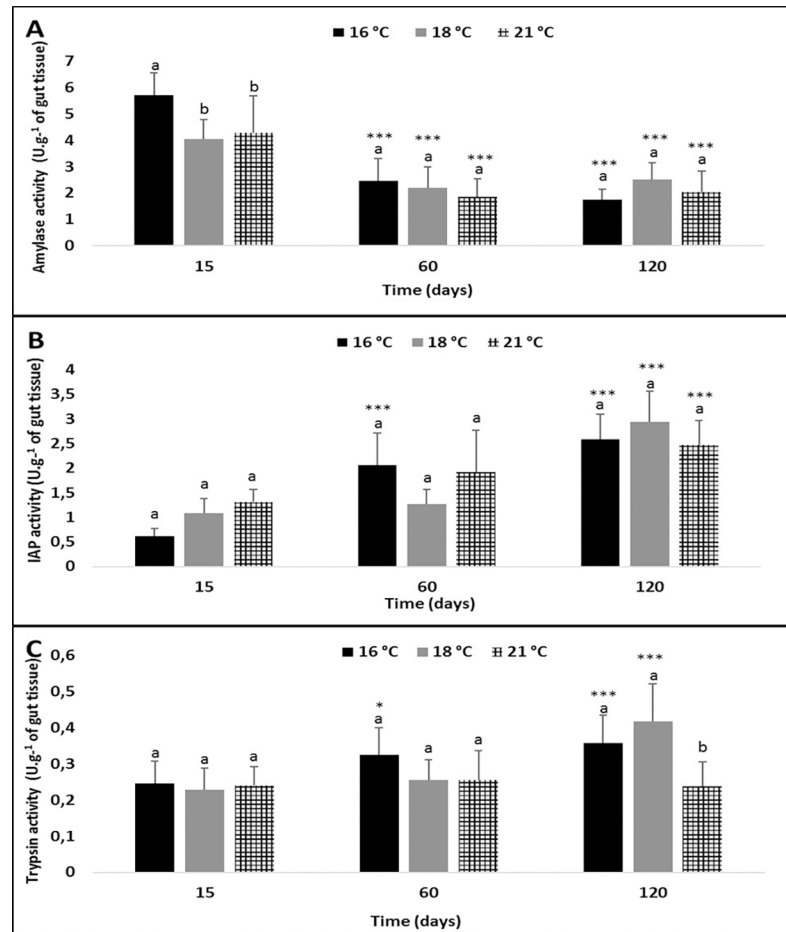 A
16 °C 18 °C 21 °C
Amylase activity (U.g-1 of gut tissue)
7
6
5
4
3
2
1
0
a
b
b
***
a
***
a
***
a
***
a
***
a
***
a
15 60 120
Time (days)
B
16 °C 18 °C 21 °C
IAP activity (U.g-1 of gut tissue)
4
3,5
3
2,5
2
1,5
1
0,5
0
a
a
a
***
a
a
a
***
a
***
a
***
a
15 60 120
Time (days)
C
16 °C 18 °C 21 °C
Trypsin activity (U.g-1 of gut tissue)
0,6
0,5
0,4
0,3
0,2
0,1
0
a
a
a
*
a
a
a
***
a
***
a
b
15 60 120
Time (days)